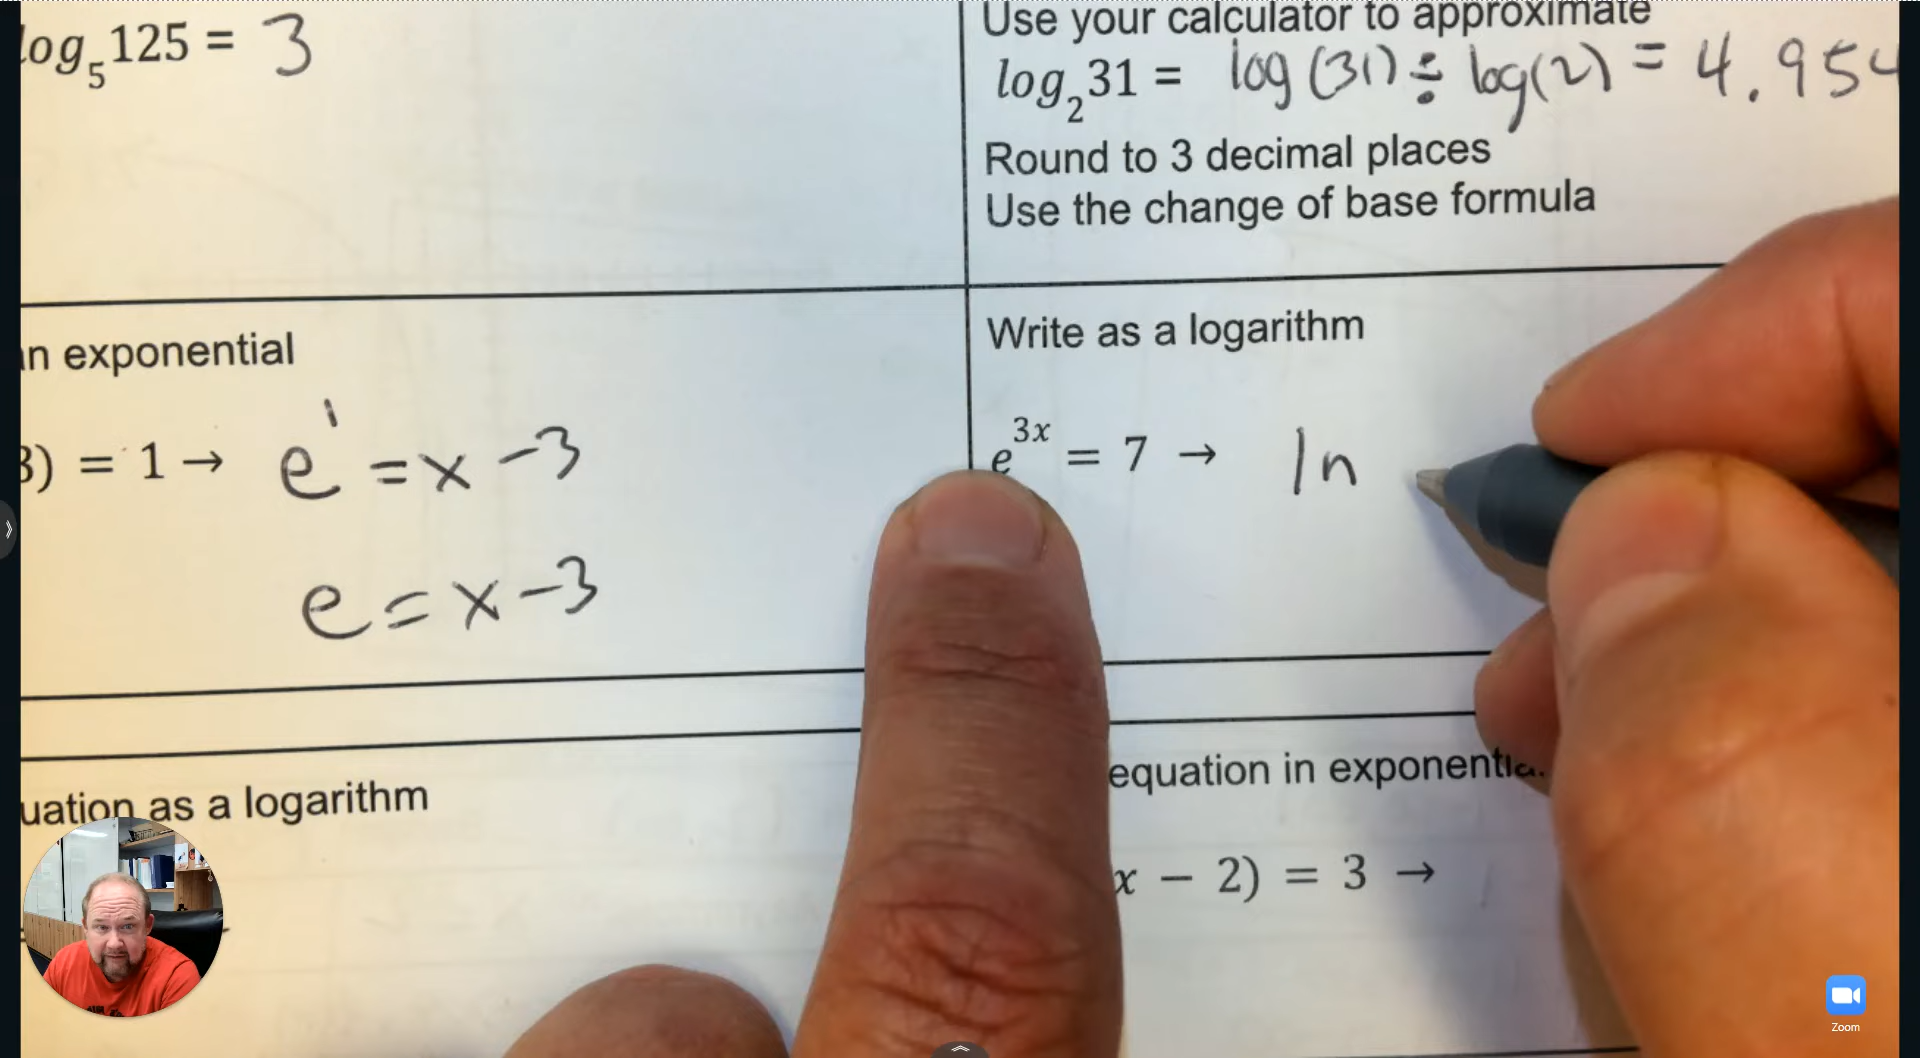 log₅125 = 3
Use your calculator to approximate
log₂31 = log(31) ÷ log(2) = 4.954
Round to 3 decimal places
Use the change of base formula
n exponential
3) = 1 → e¹ = x - 3
e = x - 3
Write as a logarithm
e³ˣ = 7 → ln
uation as a logarithm
equation in exponentia
x − 2) = 3 →
Zoom